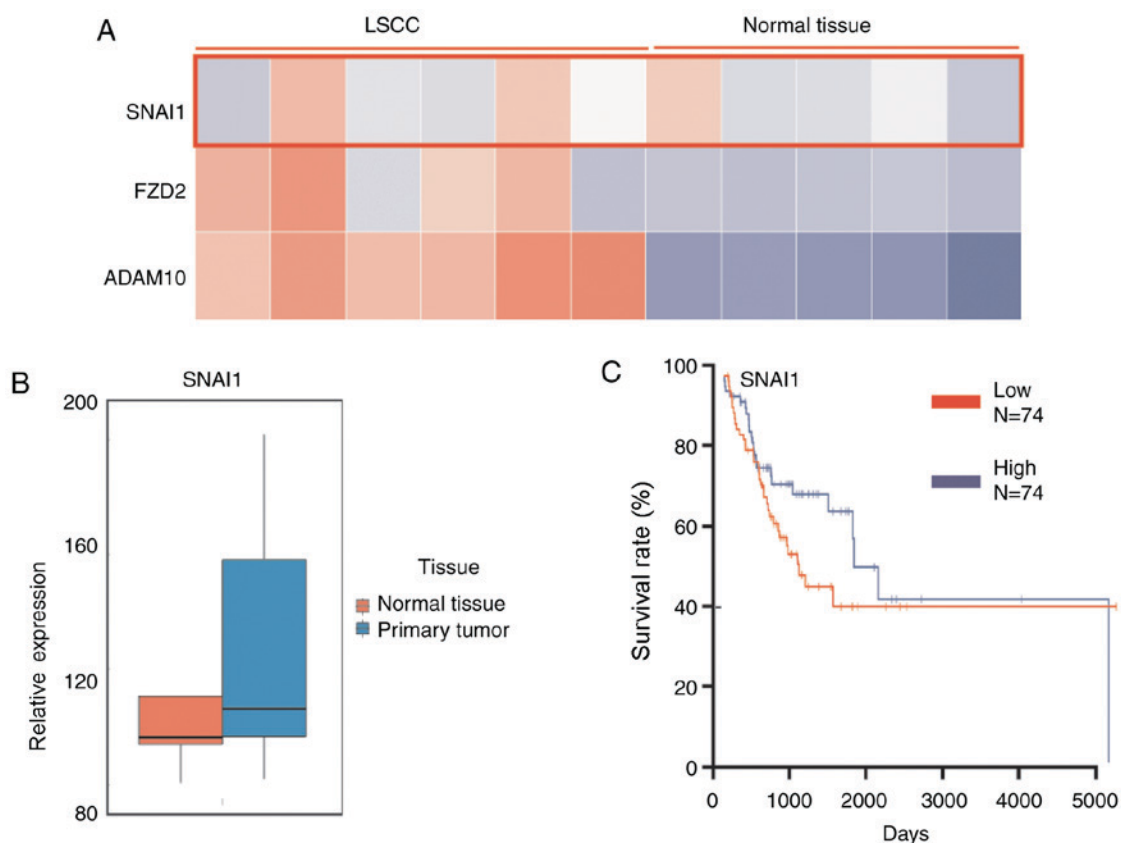 A
LSCC
Normal tissue
SNAI1
FZD2
ADAM10
B
SNAI1
200
160
120
80
Relative expression
Tissue
Normal tissue
Primary tumor
C
SNAI1
100
80
60
40
20
0
Survival rate (%)
Low
N=74
High
N=74
0 1000 2000 3000 4000 5000
Days